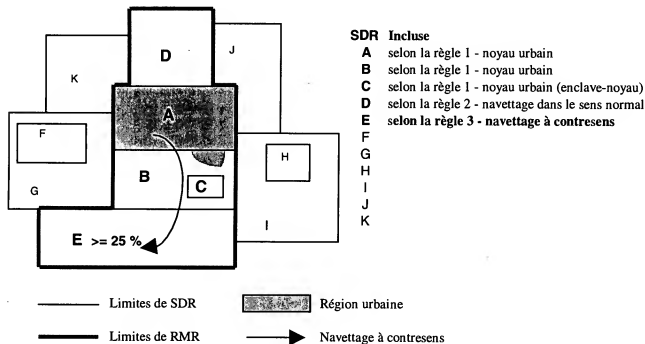 D
J
K
A
F
H
B
C
G
I
E >= 25 %
SDR Incluse
A selon la règle 1 - noyau urbain
B selon la règle 1 - noyau urbain
C selon la règle 1 - noyau urbain (enclave-noyau)
D selon la règle 2 - navettage dans le sens normal
E selon la règle 3 - navettage à contresens
F
G
H
I
J
K
Limites de SDR
Région urbaine
Limites de RMR
Navettage à contresens